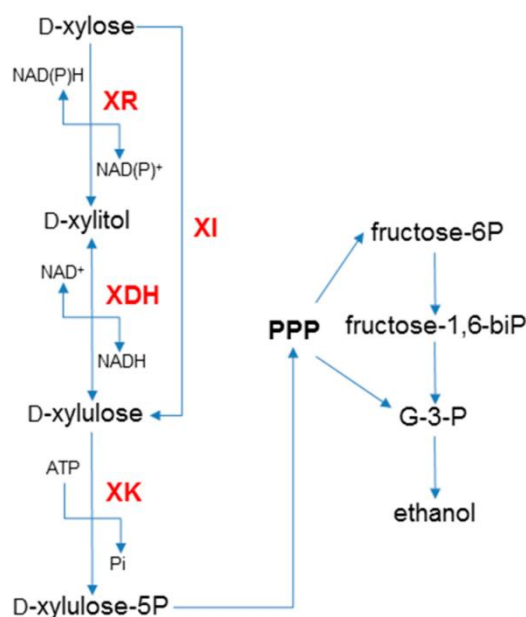 D-xylose
NAD(P)H
XR
NAD(P)+
D-xylitol
XI
NAD+
XDH
NADH
D-xylulose
ATP
XK
Pi
D-xylulose-5P
PPP
fructose-6P
fructose-1,6-biP
G-3-P
ethanol